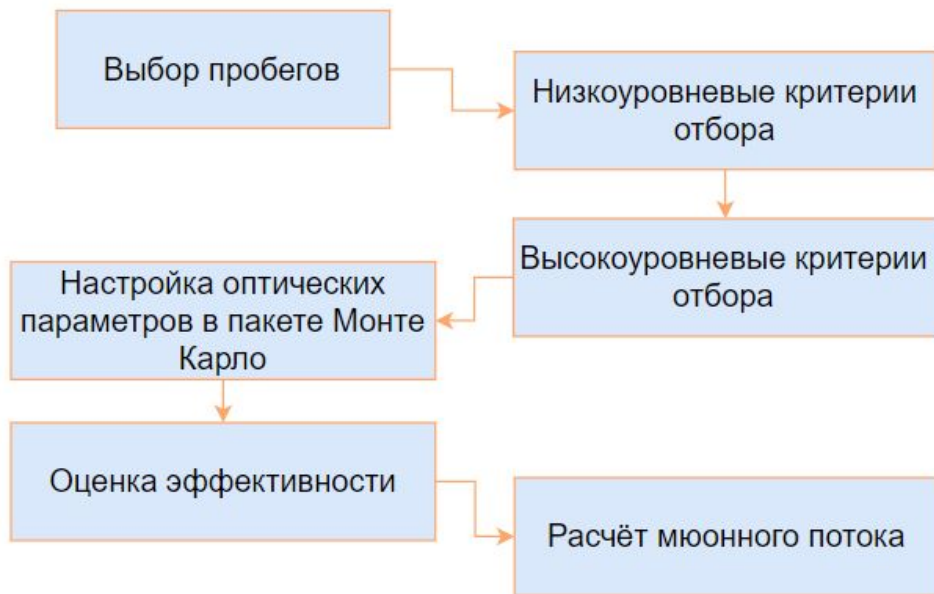 Выбор пробегов
Низкоуровневые критерии
отбора
Высокоуровневые критерии
отбора
Настройка оптических
параметров в пакете Монте
Карло
Оценка эффективности
Расчёт мюонного потока